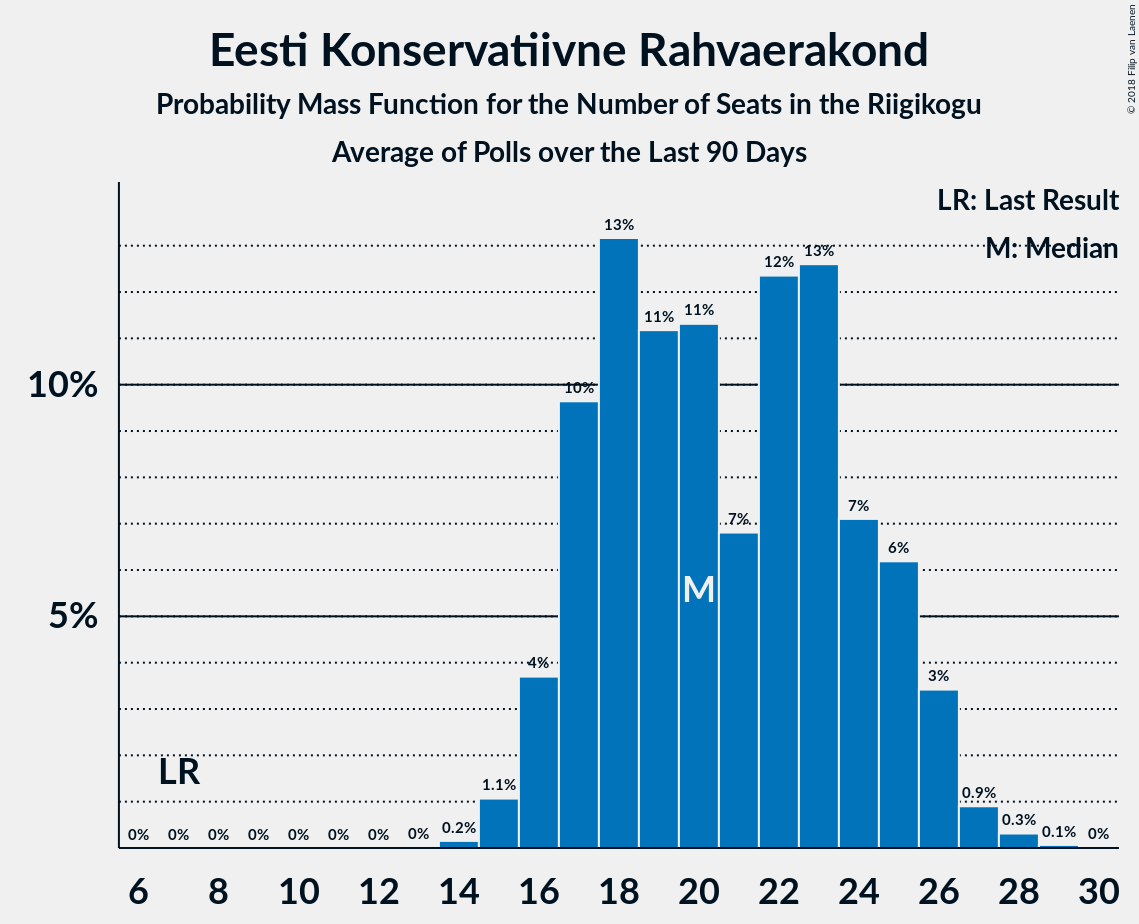 Eesti Konservatiivne Rahvaerakond
Probability Mass Function for the Number of Seats in the Riigikogu
Average of Polls over the Last 90 Days
© 2018 Filip van Laenen
LR: Last Result
M: Median
10%
5%
0% 0% 0% 0% 0% 0% 0% 0% 0.2% 1.1% 4% 10% 13% 11% 11% 7% 12% 13% 7% 6% 3% 0.9% 0.3% 0.1% 0%
LR
M
6 8 10 12 14 16 18 20 22 24 26 28 30